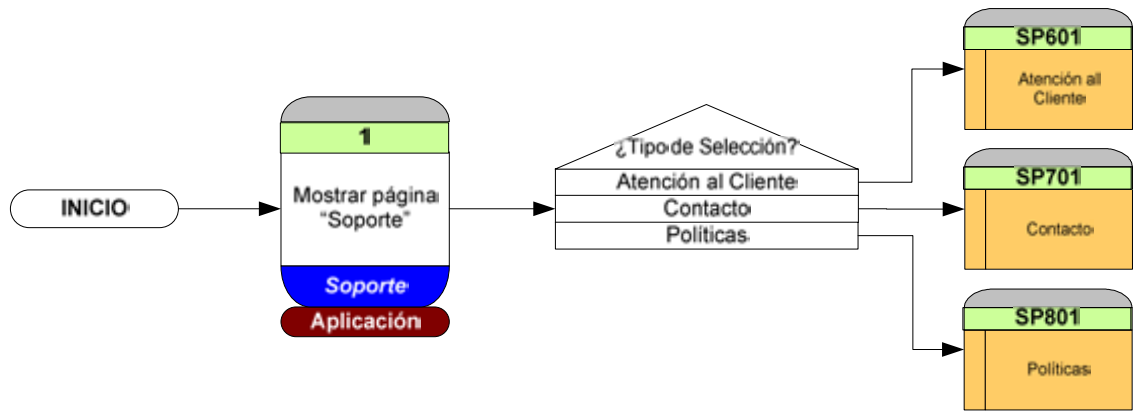 INICIO
1
Mostrar página
“Soporte”
Soporte
Aplicación
¿Tipo de Selección?
Atención al Cliente
Contacto
Políticas
SP601
Atención al
Cliente
SP701
Contacto
SP801
Políticas